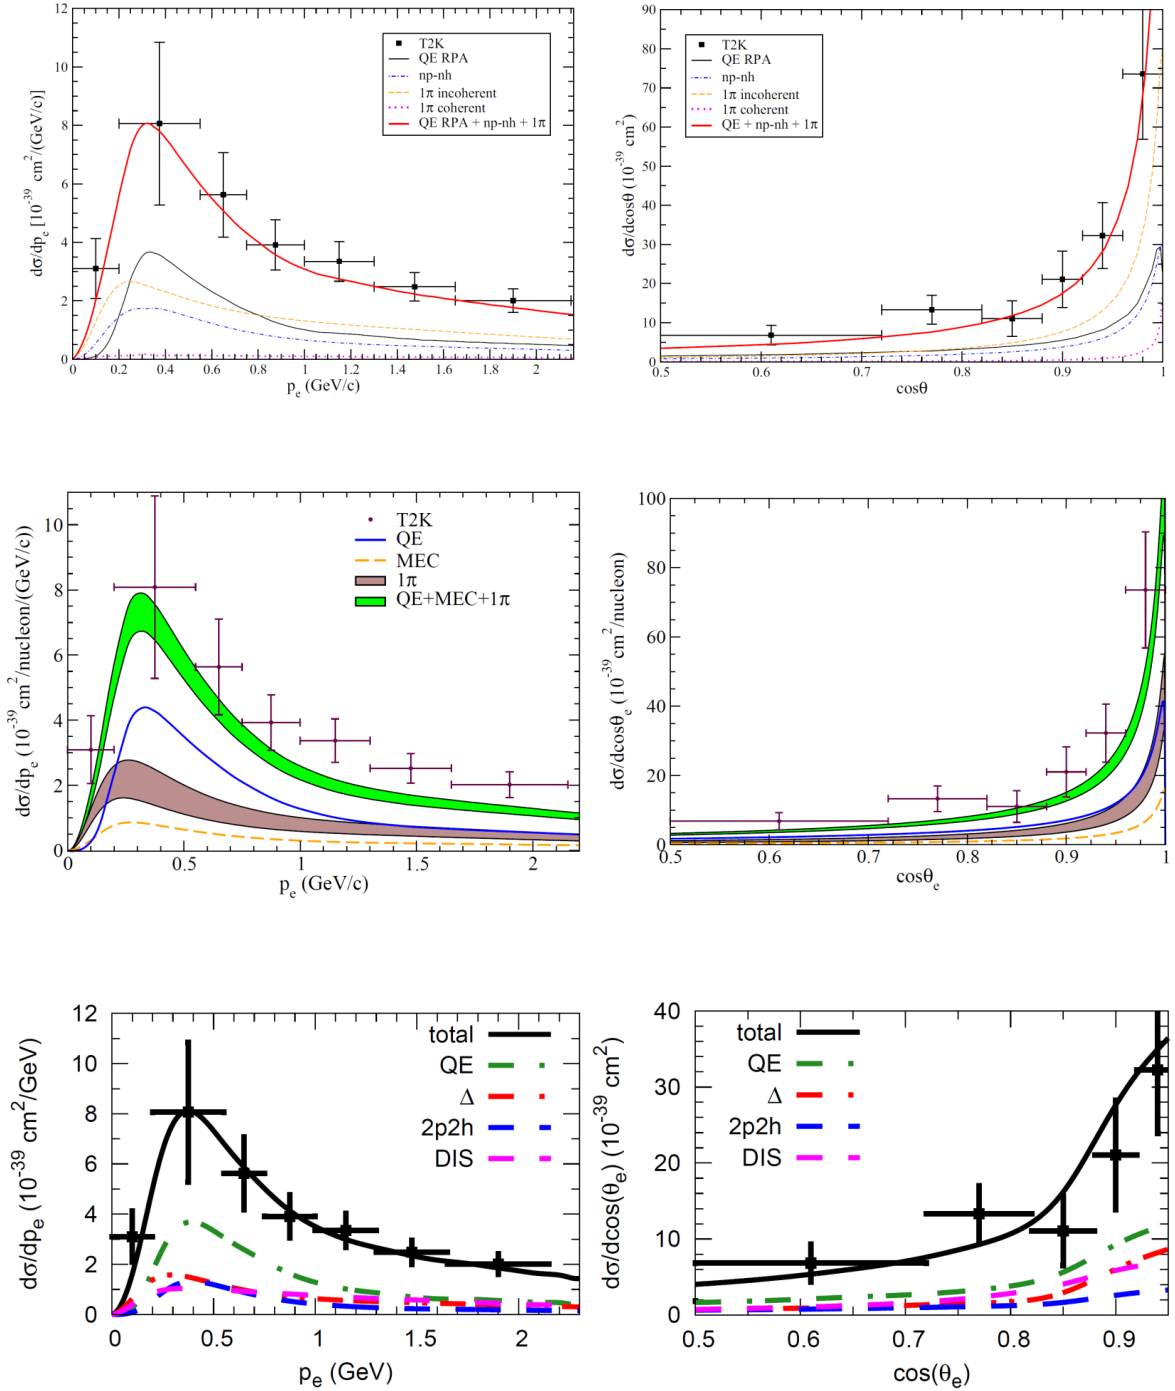 12
10
8
6
4
2
0
dσ/dp_e [10^-39 cm^2/(GeV/c)]
T2K
QE RPA
np-nh
1π incoherent
1π coherent
QE RPA + np-nh + 1π
0 0.2 0.4 0.6 0.8 1 1.2 1.4 1.6 1.8 2
p_e (GeV/c)
90
80
70
60
50
40
30
20
10
0
dσ/dcosθ (10^-39 cm^2)
T2K
QE RPA
np-nh
1π incoherent
1π coherent
QE + np-nh + 1π
0.5 0.6 0.7 0.8 0.9 1
cosθ
10
8
6
4
2
0
dσ/dp_e (10^-39 cm^2/nucleon/(GeV/c))
T2K
QE
MEC
1π
QE+MEC+1π
0 0.5 1 1.5 2
p_e (GeV/c)
100
80
60
40
20
0
dσ/dcosθ_e (10^-39 cm^2/nucleon)
0.5 0.6 0.7 0.8 0.9 1
cosθ_e
12
10
8
6
4
2
0
dσ/dp_e (10^-39 cm^2/GeV)
total
QE
Δ
2p2h
DIS
0 0.5 1 1.5 2
p_e (GeV)
40
30
20
10
0
dσ/dcos(θ_e) (10^-39 cm^2)
total
QE
Δ
2p2h
DIS
0.5 0.6 0.7 0.8 0.9
cos(θ_e)